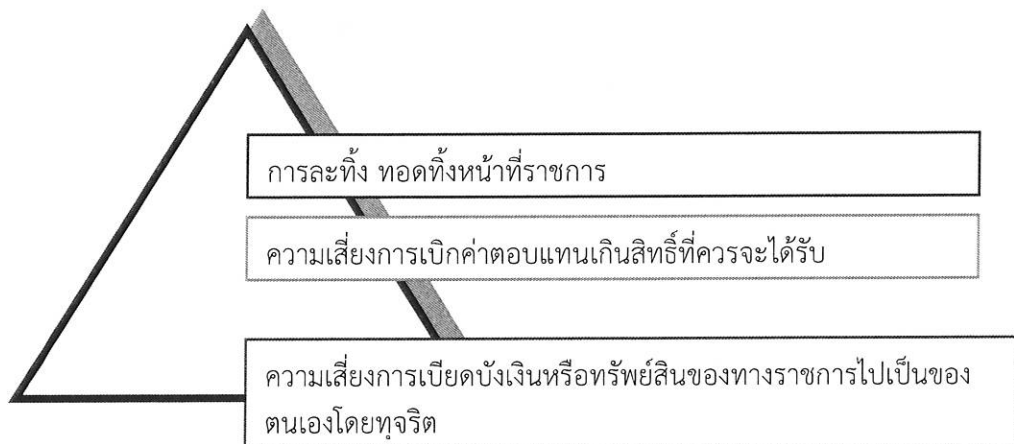 การละทิ้ง ทอดทิ้งหน้าที่ราชการ
ความเสี่ยงการเบิกค่าตอบแทนเกินสิทธิ์ที่ควรจะได้รับ
ความเสี่ยงการเบียดบังเงินหรือทรัพย์สินของทางราชการไปเป็นของ
ตนเองโดยทุจริต